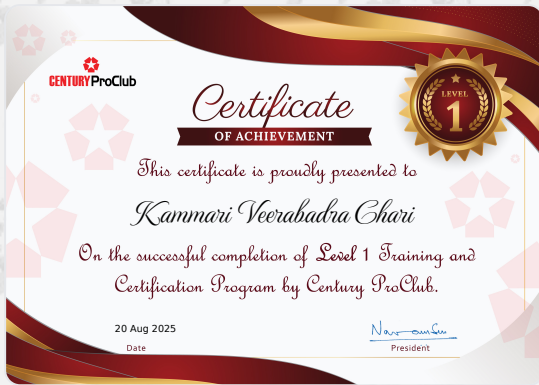 CENTURY ProClub
Certificate
OF ACHIEVEMENT
LEVEL
1
This certificate is proudly presented to
Kammari Veerabadra Chari
On the successful completion of Level 1 Training and
Certification Program by Century ProClub.
20 Aug 2025
Date
President